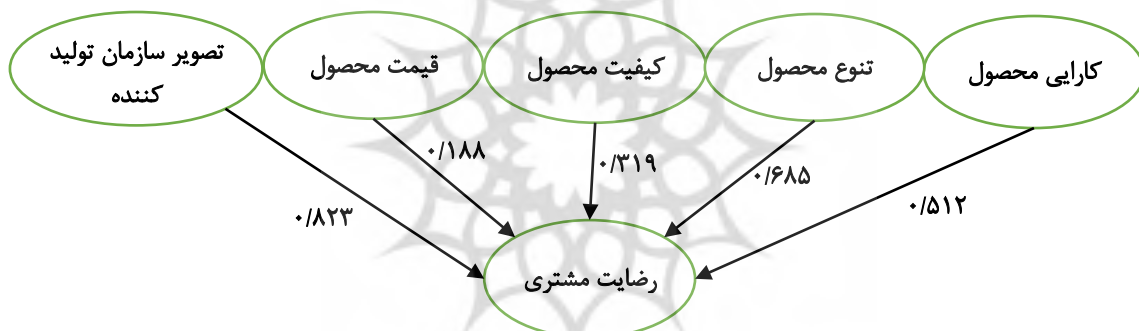 کارایی محصول
تنوع محصول
کیفیت محصول
قیمت محصول
تصویر سازمان تولید
کننده
۰/۵۱۲
۰/۶۸۵
۰/۳۱۹
۰/۱۸۸
۰/۸۲۳
رضایت مشتری